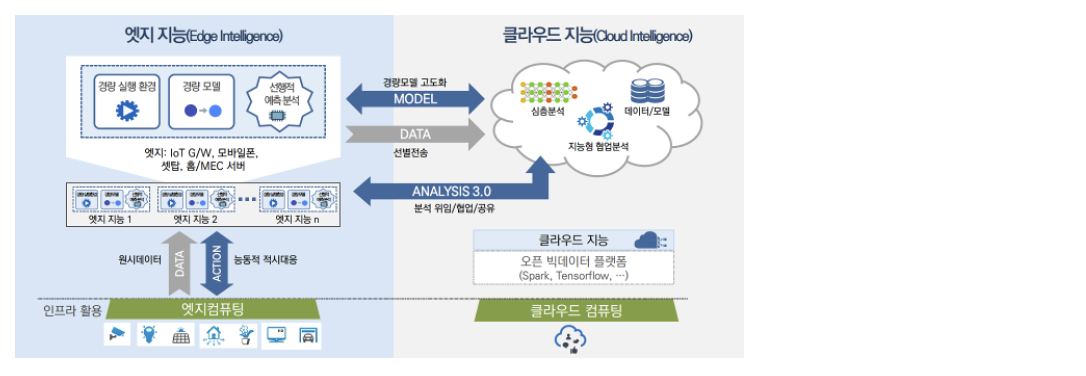 엣지 지능(Edge Intelligence)
경량 실행 환경
경량 모델
선행적
예측 분석
엣지: IoT G/W, 모바일폰,
셋탑, 홈/MEC 서버
엣지 지능 1
엣지 지능 2
엣지 지능 n
원시데이터
DATA
ACTION
능동적 적시대응
경량모델 고도화
MODEL
DATA
선별전송
ANALYSIS 3.0
분석 위임/협업/공유
클라우드 지능(Cloud Intelligence)
심층분석
데이터/모델
지능형 협업분석
클라우드 지능
오픈 빅데이터 플랫폼
(Spark, Tensorflow, …)
인프라 활용
엣지컴퓨팅
클라우드 컴퓨팅